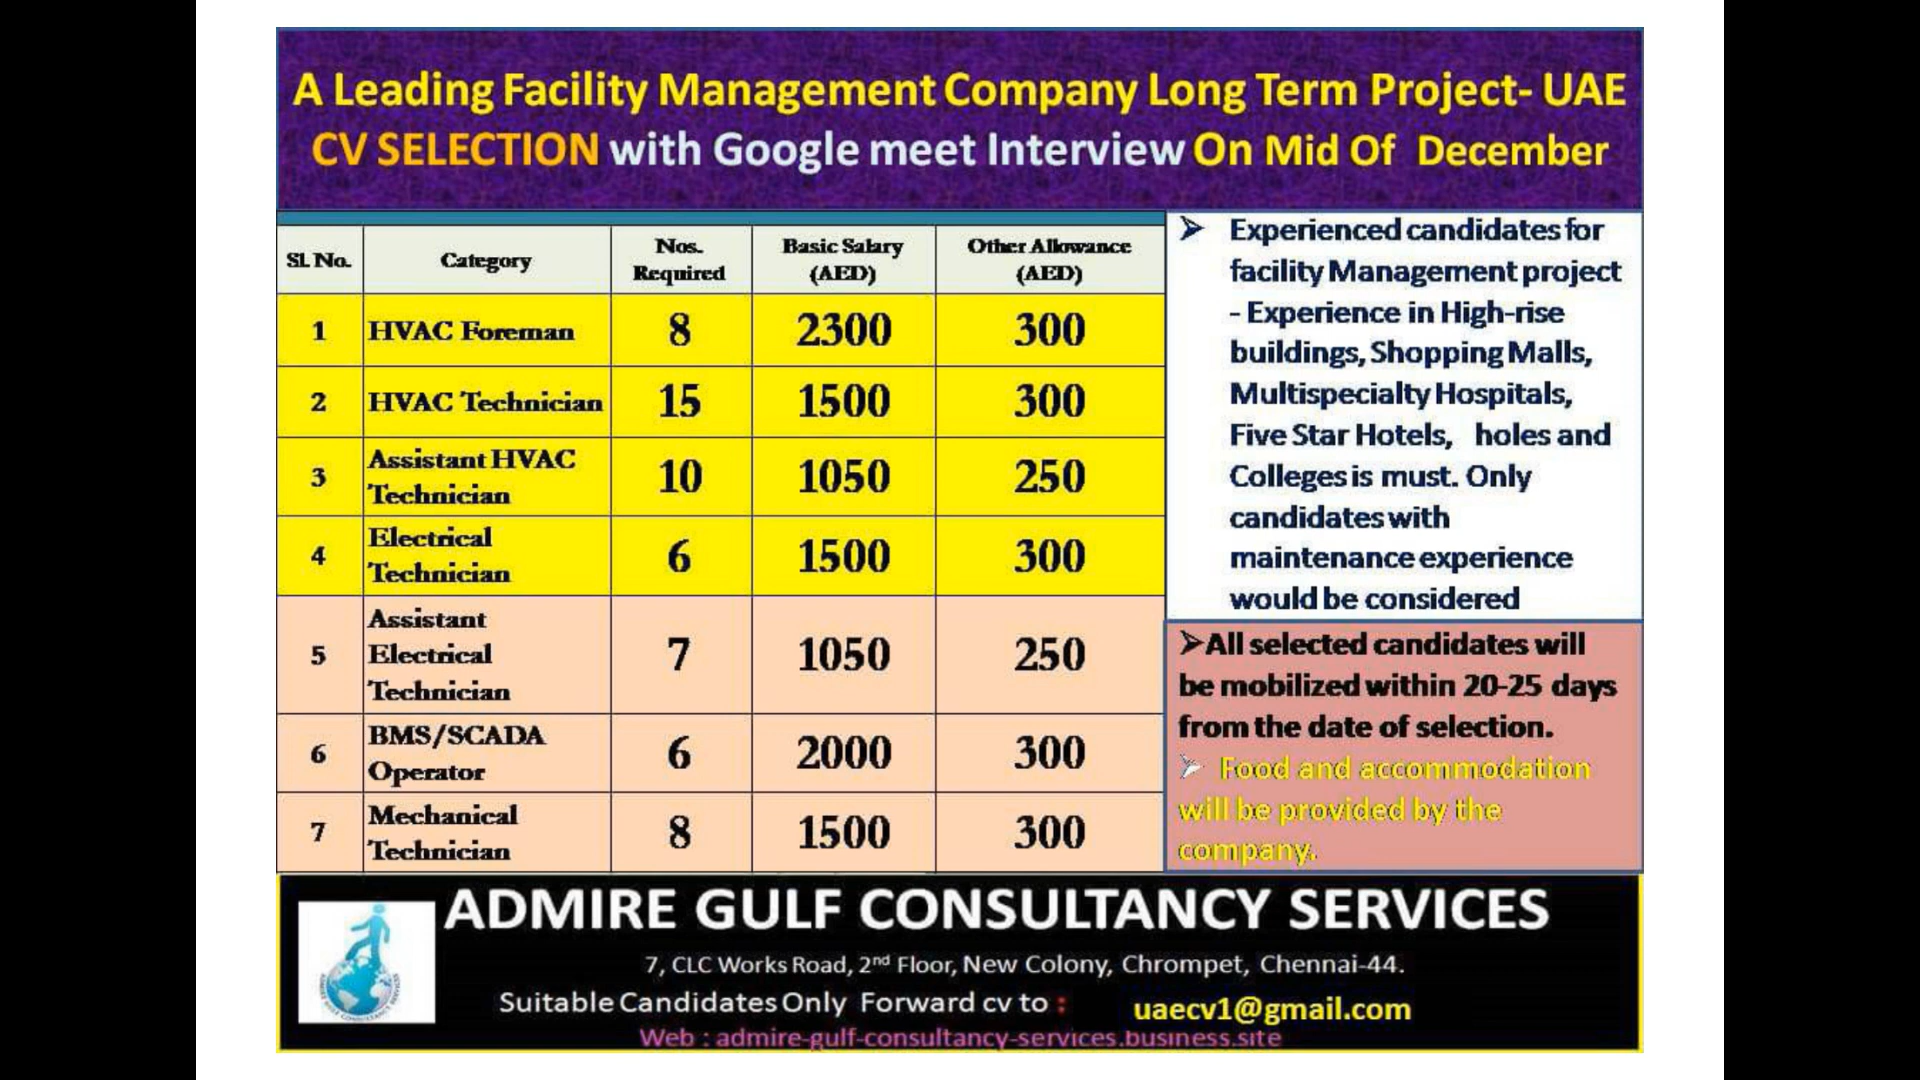 A Leading Facility Management Company Long Term Project- UAE
CV SELECTION with Google meet Interview On Mid Of December
Sl. No. Category Nos. Required Basic Salary (AED) Other Allowance (AED)
1 HVAC Foreman 8 2300 300
2 HVAC Technician 15 1500 300
3 Assistant HVAC Technician 10 1050 250
4 Electrical Technician 6 1500 300
5 Assistant Electrical Technician 7 1050 250
6 BMS/SCADA Operator 6 2000 300
7 Mechanical Technician 8 1500 300
➢ Experienced candidates for
facility Management project
- Experience in High-rise
buildings, Shopping Malls,
Multispecialty Hospitals,
Five Star Hotels, holes and
Colleges is must. Only
candidates with
maintenance experience
would be considered
➢All selected candidates will
be mobilized within 20-25 days
from the date of selection.
➢ Food and accommodation
will be provided by the
company.
ADMIRE GULF CONSULTANCY SERVICES
7, CLC Works Road, 2nd Floor, New Colony, Chrompet, Chennai-44.
Suitable Candidates Only Forward cv to : uaecv1@gmail.com
Web : admire-gulf-consultancy-services.business.site